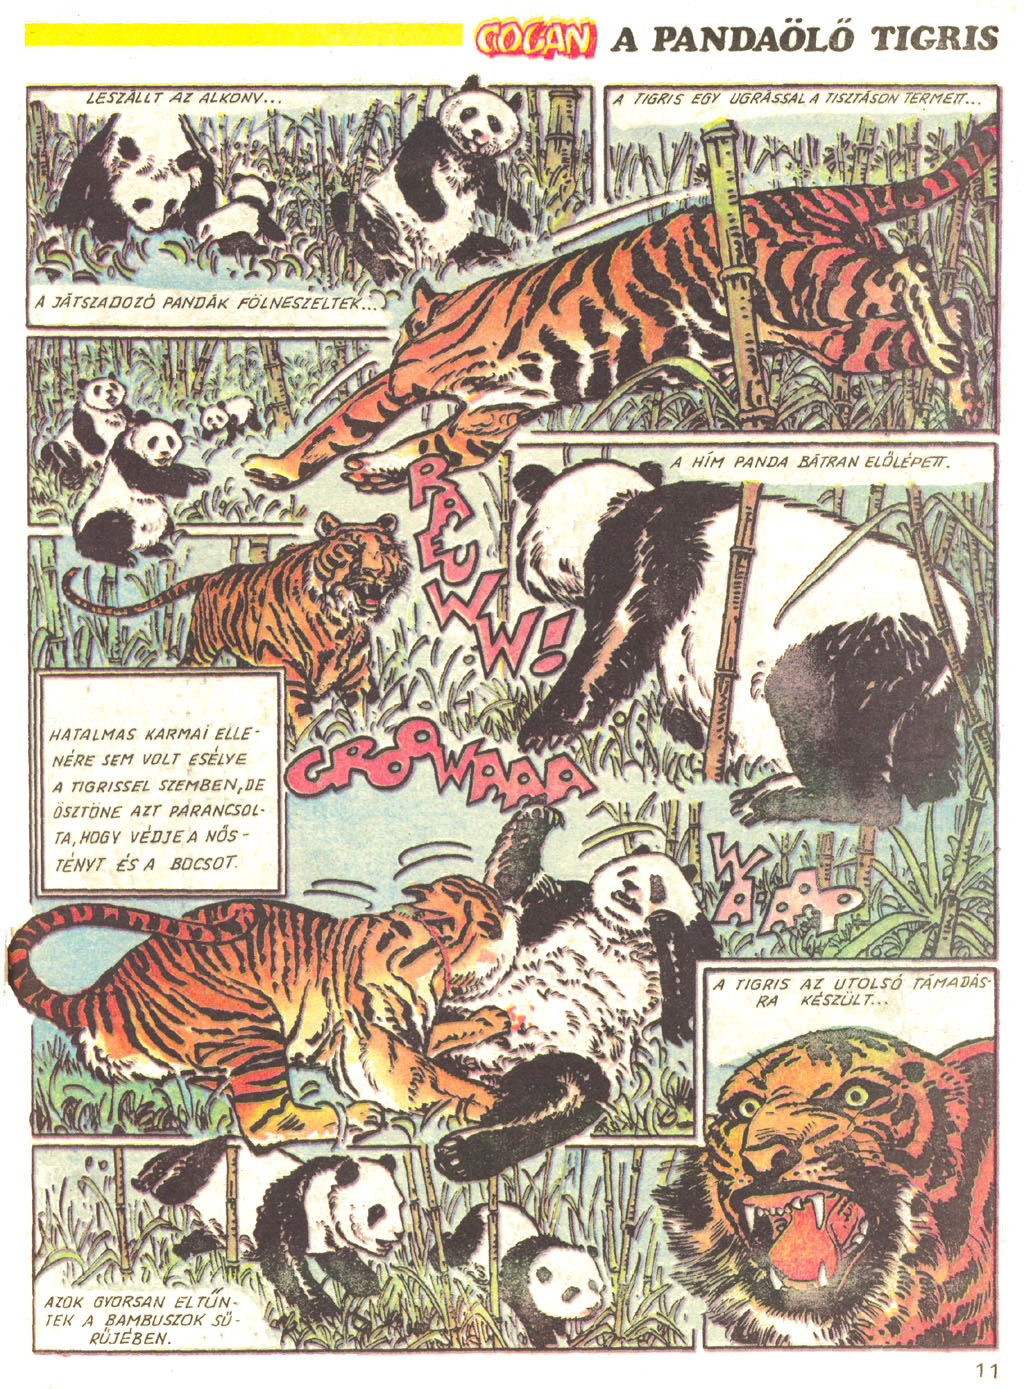 GOGAN A PANDAÖLŐ TIGRIS
LESZÁLLT AZ ALKONY...
A JÁTSZADOZÓ PANDÁK FÖLNESZELTEK...
A TIGRIS EGY UGRÁSSAL A TISZTÁSON TERMETT...
A HÍM PANDA BÁTRAN ELŐLÉPETT.
RAEUWWW!
HATALMAS KARMAI ELLE-
NÉRE SEM VOLT ESÉLYE
A TIGRISSEL SZEMBEN, DE
ÖSZTÖNE AZT PARANCSOL-
TA, HOGY VÉDJE A NŐS-
TÉNYT ÉS A BOCSOT.
GROOWAAA
WAAAP
A TIGRIS AZ UTOLSÓ TÁMADÁS-
RA KÉSZÜLT...
AZOK GYORSAN ELTŰN-
TEK A BAMBUSZOK SŰ-
RŰJÉBEN.
11